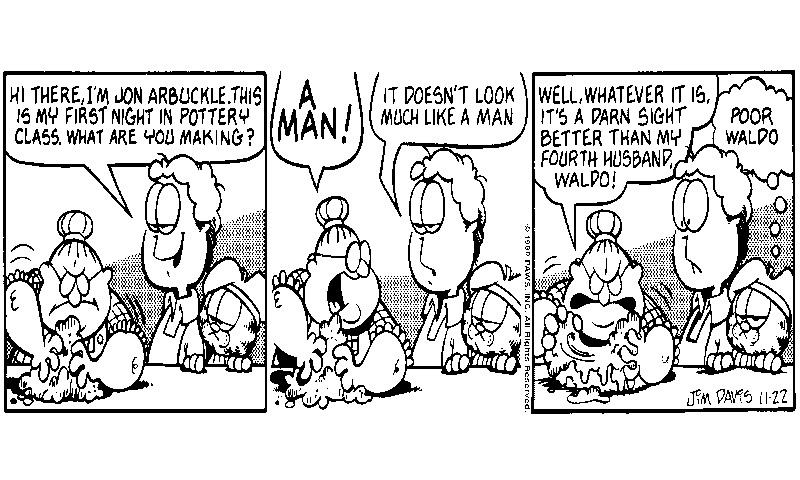 HI THERE, I'M JON ARBUCKLE. THIS
IS MY FIRST NIGHT IN POTTERY
CLASS. WHAT ARE YOU MAKING?
A
MAN!
IT DOESN'T LOOK
MUCH LIKE A MAN
© 1992 PAWS, INC. All Rights Reserved.
WELL, WHATEVER IT IS,
IT'S A DARN SIGHT
BETTER THAN MY
FOURTH HUSBAND,
WALDO!
POOR
WALDO
JIM DAVIS 11-22